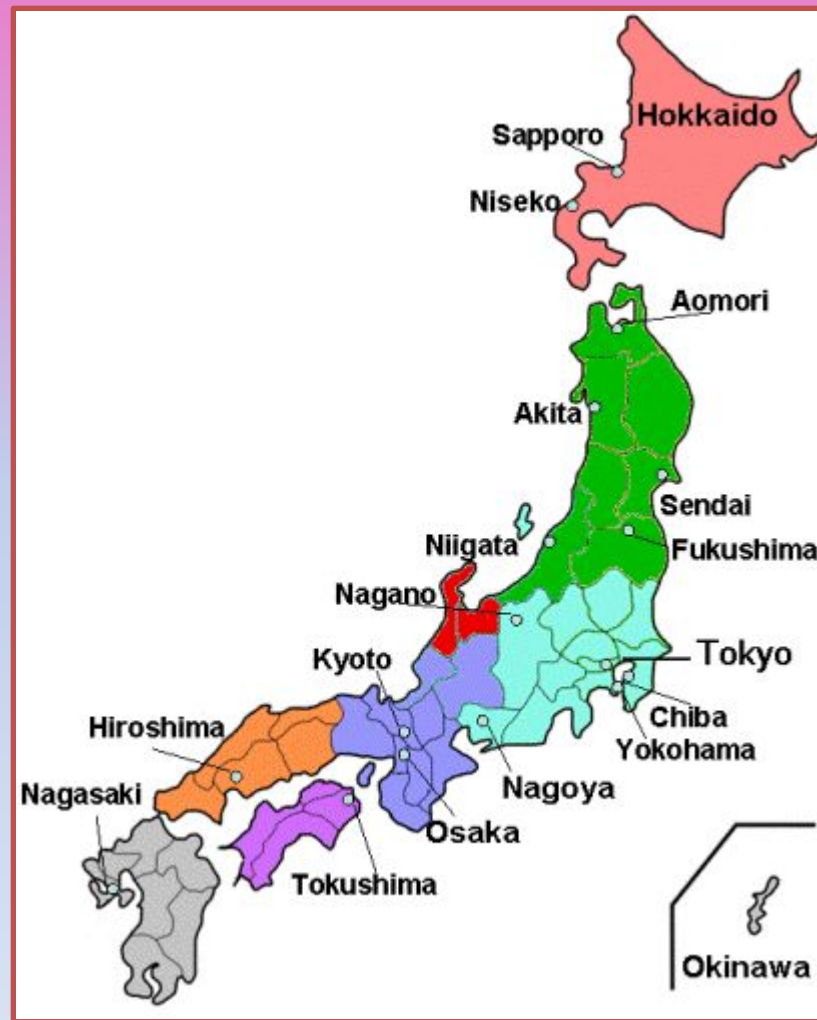 Hokkaido
Sapporo
Niseko
Aomori
Akita
Sendai
Niigata
Fukushima
Nagano
Kyoto
Tokyo
Chiba
Hiroshima
Yokohama
Nagasaki
Nagoya
Osaka
Tokushima
Okinawa